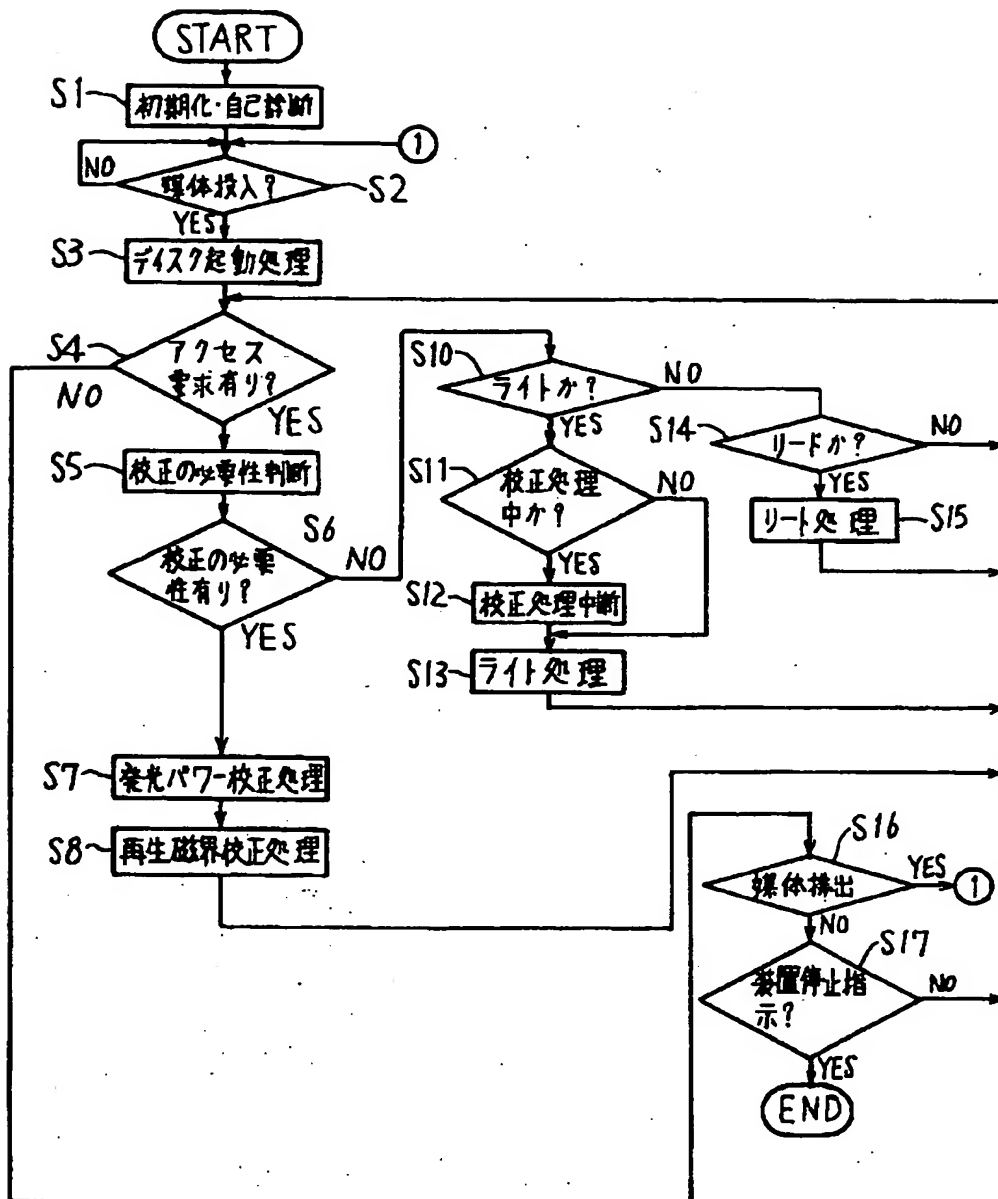 START
S1
初期化・自己診断
①
NO
媒体投入?
S2
YES
S3
ディスク起動処理
S4
アクセス
要求有り?
NO
YES
S5
校正の必要性判断
S6
校正の必要
性有り?
NO
YES
S7
発光パワー校正処理
S8
再生磁界校正処理
S10
ライトか?
NO
YES
S11
校正処理
中か?
NO
YES
S12
校正処理中断
S13
ライト処理
S14
リードか?
NO
YES
リート処理
S15
S16
媒体排出
YES
①
NO
S17
装置停止指
示?
NO
YES
END